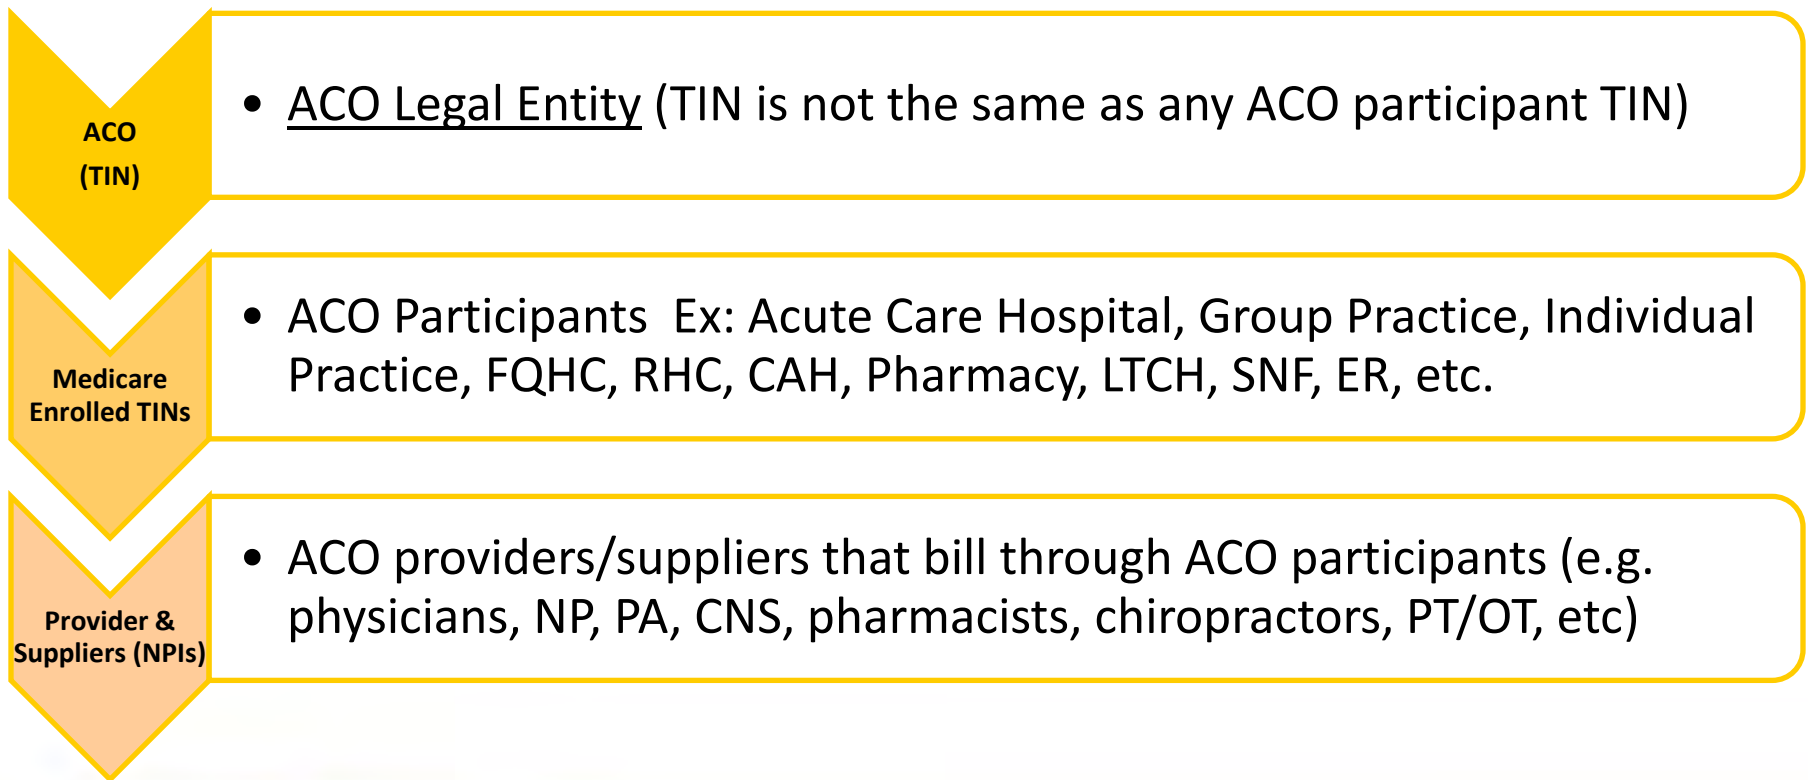 ACO
(TIN)
• ACO Legal Entity (TIN is not the same as any ACO participant TIN)
Medicare
Enrolled TINs
• ACO Participants  Ex: Acute Care Hospital, Group Practice, Individual
Practice, FQHC, RHC, CAH, Pharmacy, LTCH, SNF, ER, etc.
Provider &
Suppliers (NPIs)
• ACO providers/suppliers that bill through ACO participants (e.g.
physicians, NP, PA, CNS, pharmacists, chiropractors, PT/OT, etc)